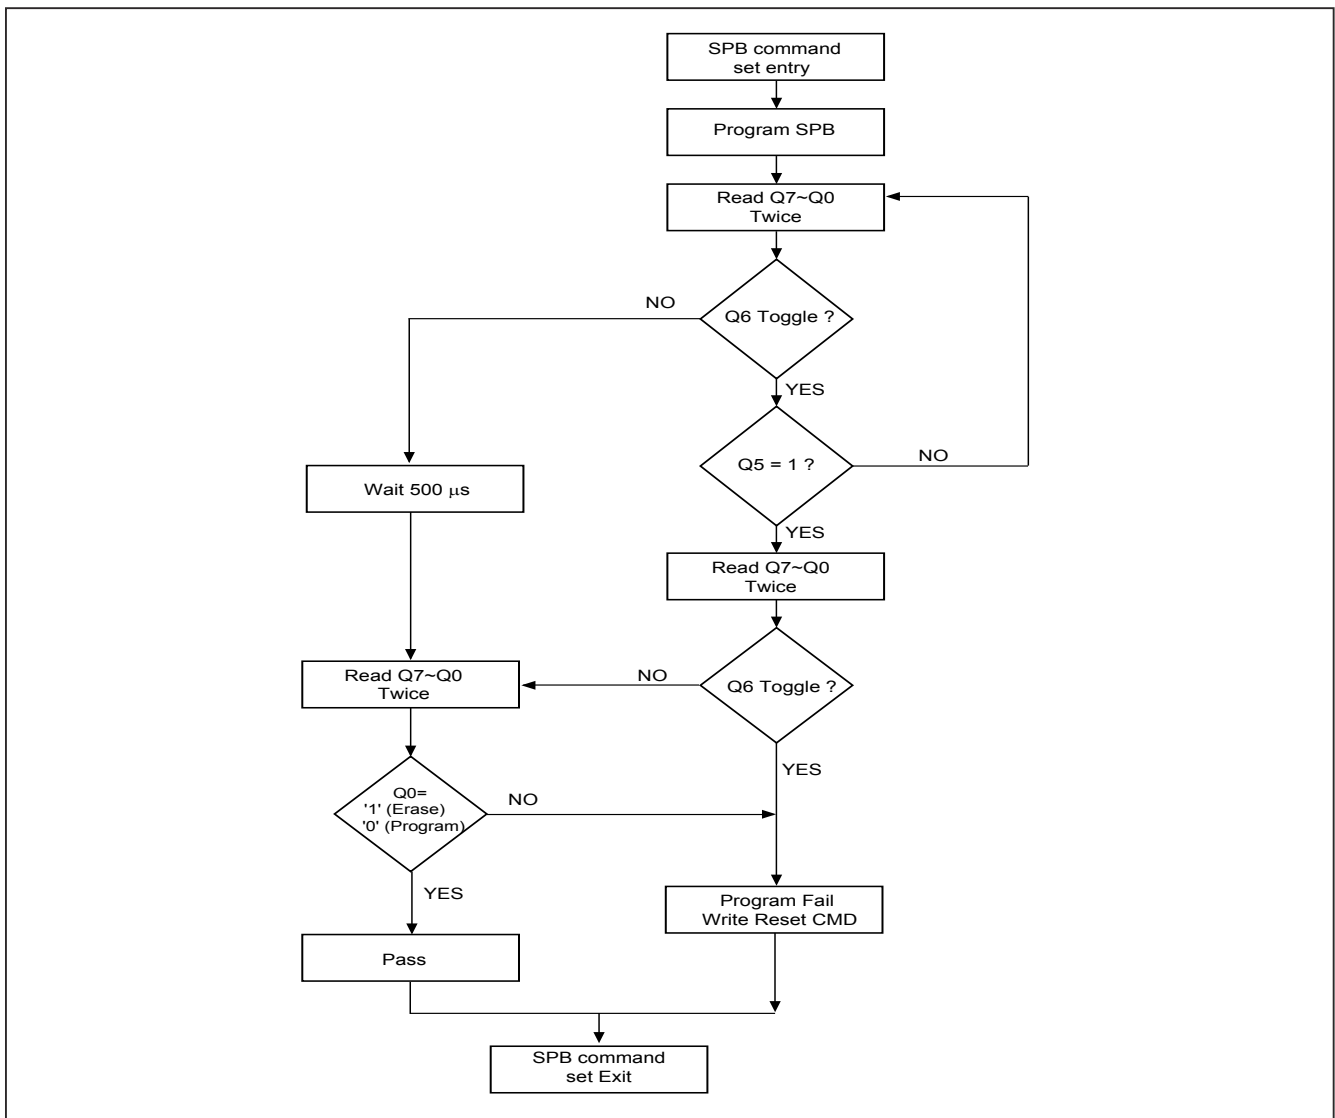 SPB command
set entry
Program SPB
Read Q7~Q0
Twice
NO
Q6 Toggle ?
YES
Q5 = 1 ?
NO
Wait 500 μs
YES
Read Q7~Q0
Twice
Read Q7~Q0
Twice
NO
Q6 Toggle ?
YES
Q0=
'1' (Erase)
'0' (Program)
NO
YES
Program Fail
Write Reset CMD
Pass
SPB command
set Exit